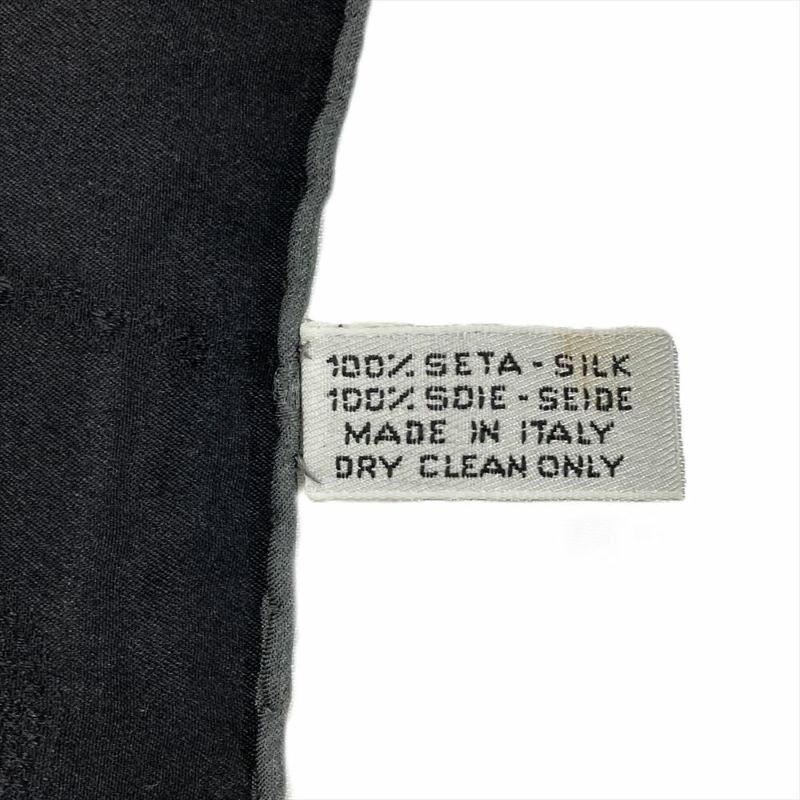 100% SETA - SILK
100% SOIE - SEIDE
MADE IN ITALY
DRY CLEAN ONLY